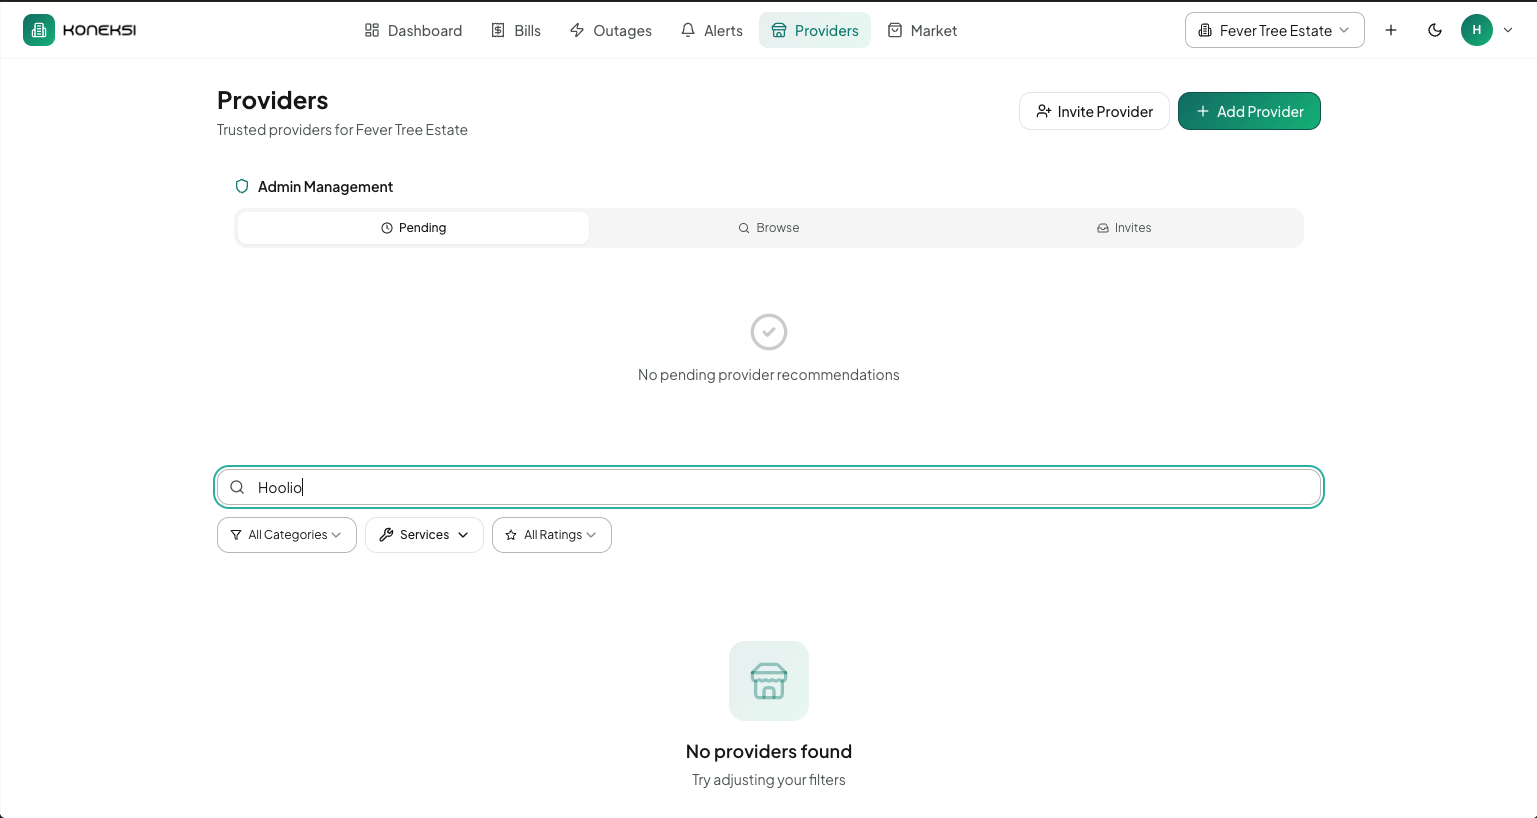 KONEKSI
Dashboard
Bills
Outages
Alerts
Providers
Market
Fever Tree Estate
H
Providers
Trusted providers for Fever Tree Estate
Invite Provider
Add Provider
Admin Management
Pending
Browse
Invites
No pending provider recommendations
Hoolio
All Categories
Services
All Ratings
No providers found
Try adjusting your filters